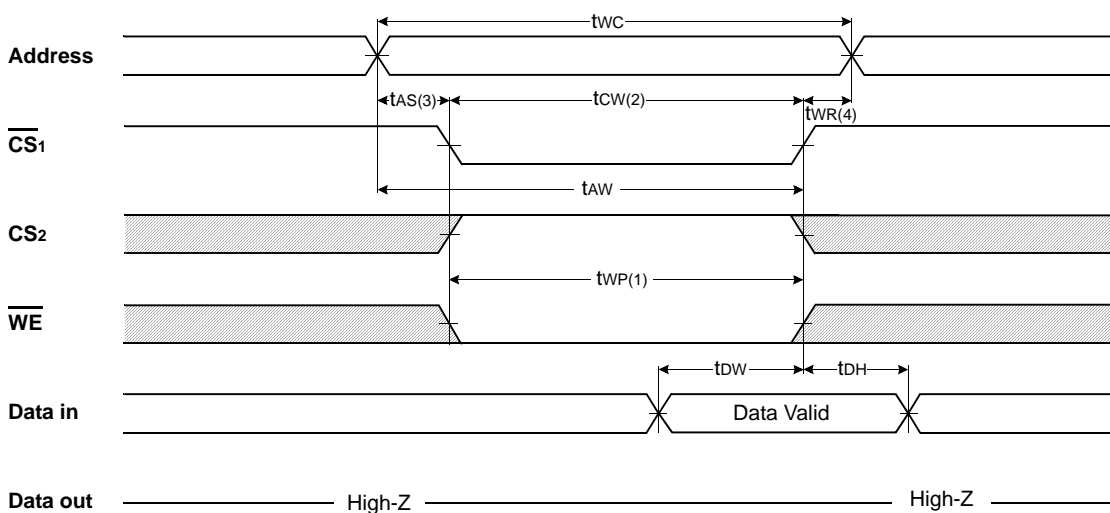 tWC
Address
tAS(3) tCW(2) tWR(4)
CS1
tAW
CS2
tWP(1)
WE
tDW tDH
Data in Data Valid
Data out High-Z High-Z